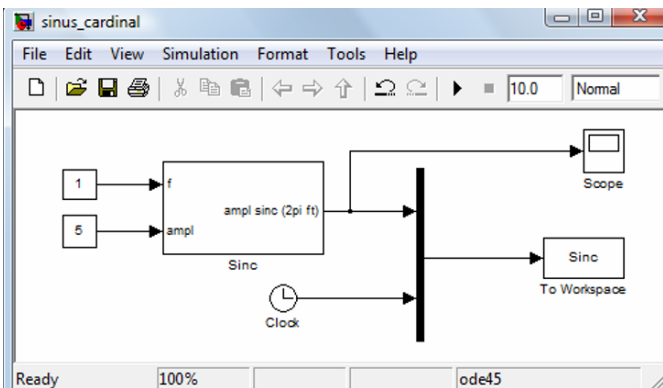 sinus_cardinal
File Edit View Simulation Format Tools Help
10.0 Normal
1
f
ampl sinc (2pi ft)
5
ampl
Sinc
Clock
Scope
Sinc
To Workspace
Ready 100% ode45